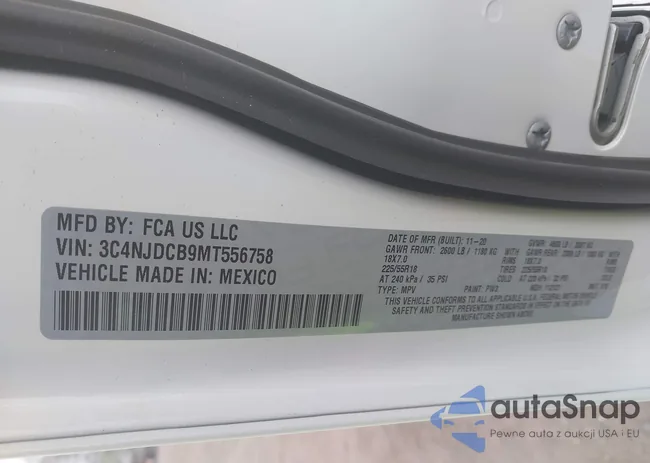 MFD BY: FCA US LLC
VIN: 3C4NJDCB9MT556758
VEHICLE MADE IN: MEXICO
DATE OF MFR (BUILT): 11-20
GAWR FRONT: 2600 LB / 1180 KG
18X7.0
225/55R18
AT 240 kPa / 35 PSI
TYPE: MPV
PAINT: PW3
THIS VEHICLE CONFORMS TO ALL APPLICABLE U.S.A. FEDERAL MOTOR VEHICLE
SAFETY AND THEFT PREVENTION STANDARDS IN EFFECT ON THE DATE OF
MANUFACTURE SHOWN ABOVE
autoSnap
Pewne auta z aukcji USA i EU